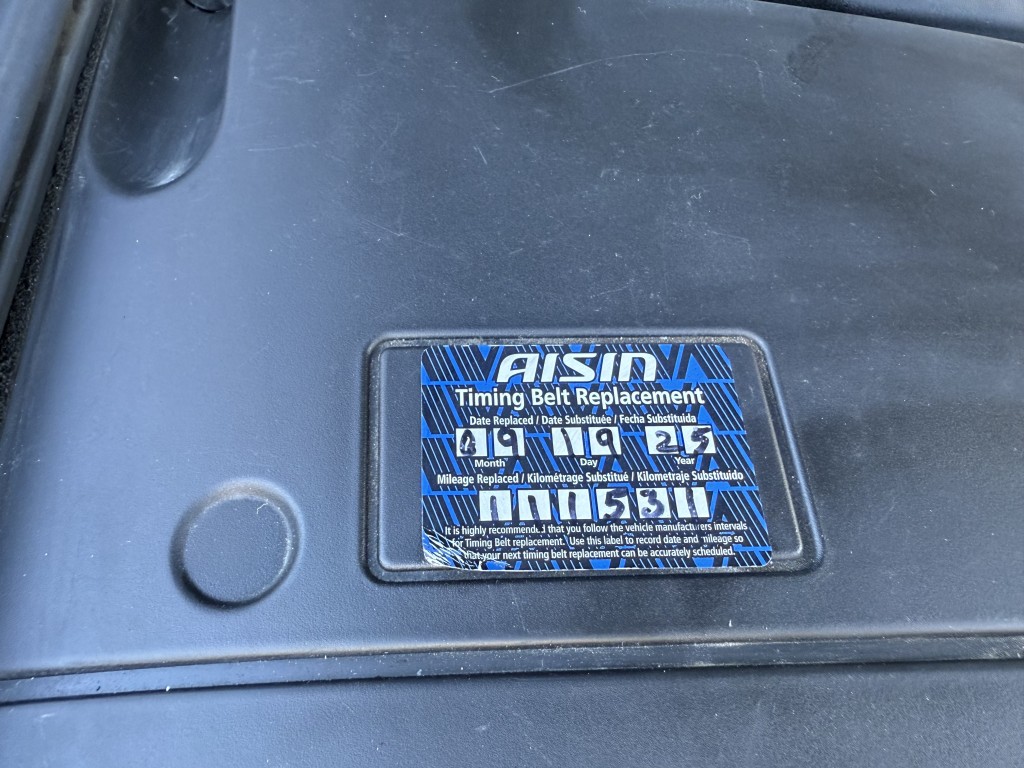 AISIN
Timing Belt Replacement
Date Replaced / Date Substituée / Fecha Substituida
09 19 25
Month Day Year
Mileage Replaced / Kilométrage Substitué / Kilometraje Substituido
111531
It is highly recommended that you follow the vehicle manufacturers intervals
for Timing Belt replacement. Use this label to record date and mileage so
that your next timing belt replacement can be accurately scheduled.